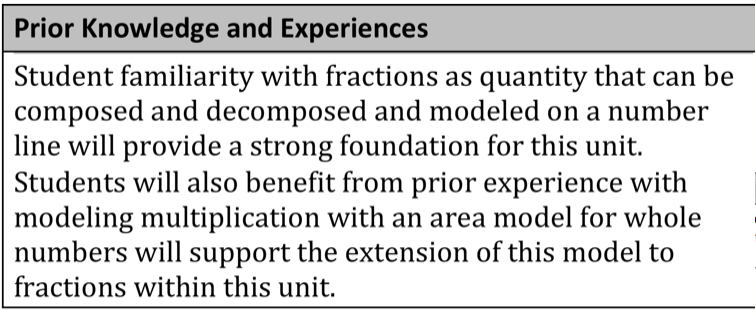 Prior Knowledge and Experiences
Student familiarity with fractions as quantity that can be
composed and decomposed and modeled on a number
line will provide a strong foundation for this unit.
Students will also benefit from prior experience with
modeling multiplication with an area model for whole
numbers will support the extension of this model to
fractions within this unit.